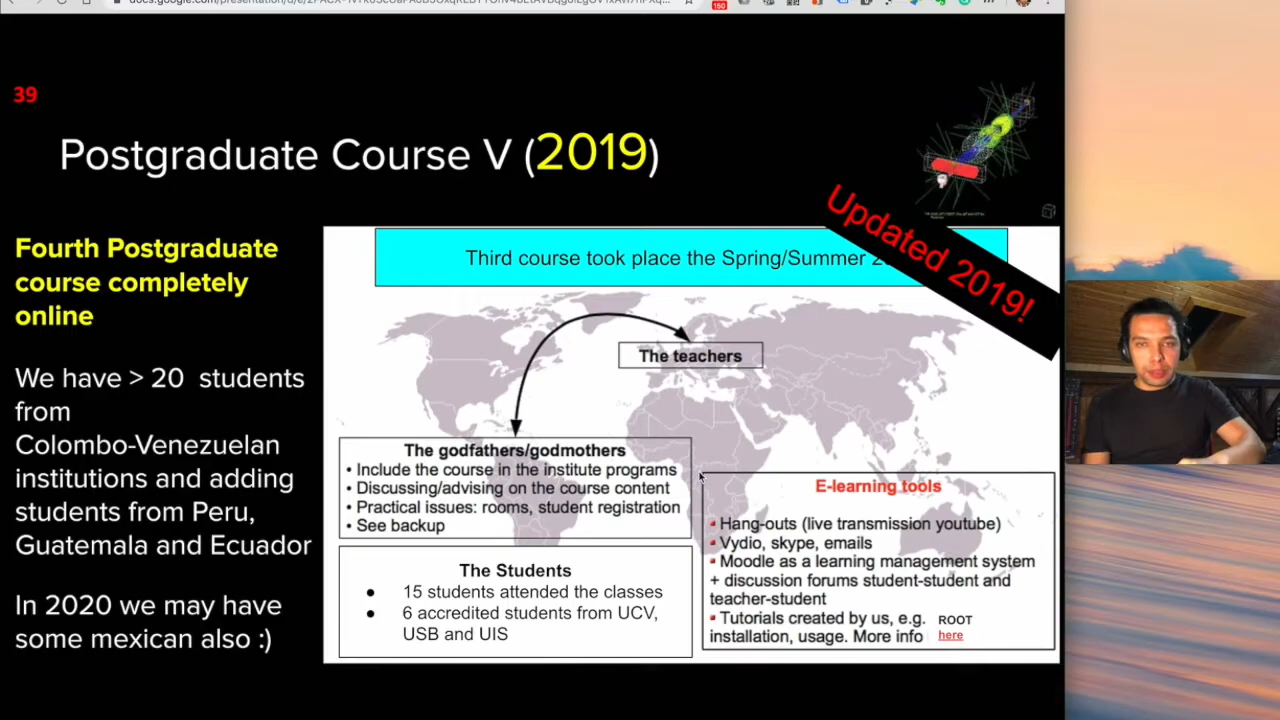 39
Postgraduate Course V (2019)
Updated 2019!
Fourth Postgraduate
course completely
online
We have > 20 students
from
Colombo-Venezuelan
institutions and adding
students from Peru,
Guatemala and Ecuador
In 2020 we may have
some mexican also :)
Third course took place the Spring/Summer
The teachers
The godfathers/godmothers
• Include the course in the institute programs
• Discussing/advising on the course content
• Practical issues: rooms, student registration
• See backup
The Students
● 15 students attended the classes
● 6 accredited students from UCV,
USB and UIS
E-learning tools
▪ Hang-outs (live transmission youtube)
▪ Vydio, skype, emails
▪ Moodle as a learning management system
+ discussion forums student-student and
teacher-student
▪ Tutorials created by us, e.g. ROOT
installation, usage. More info here
150